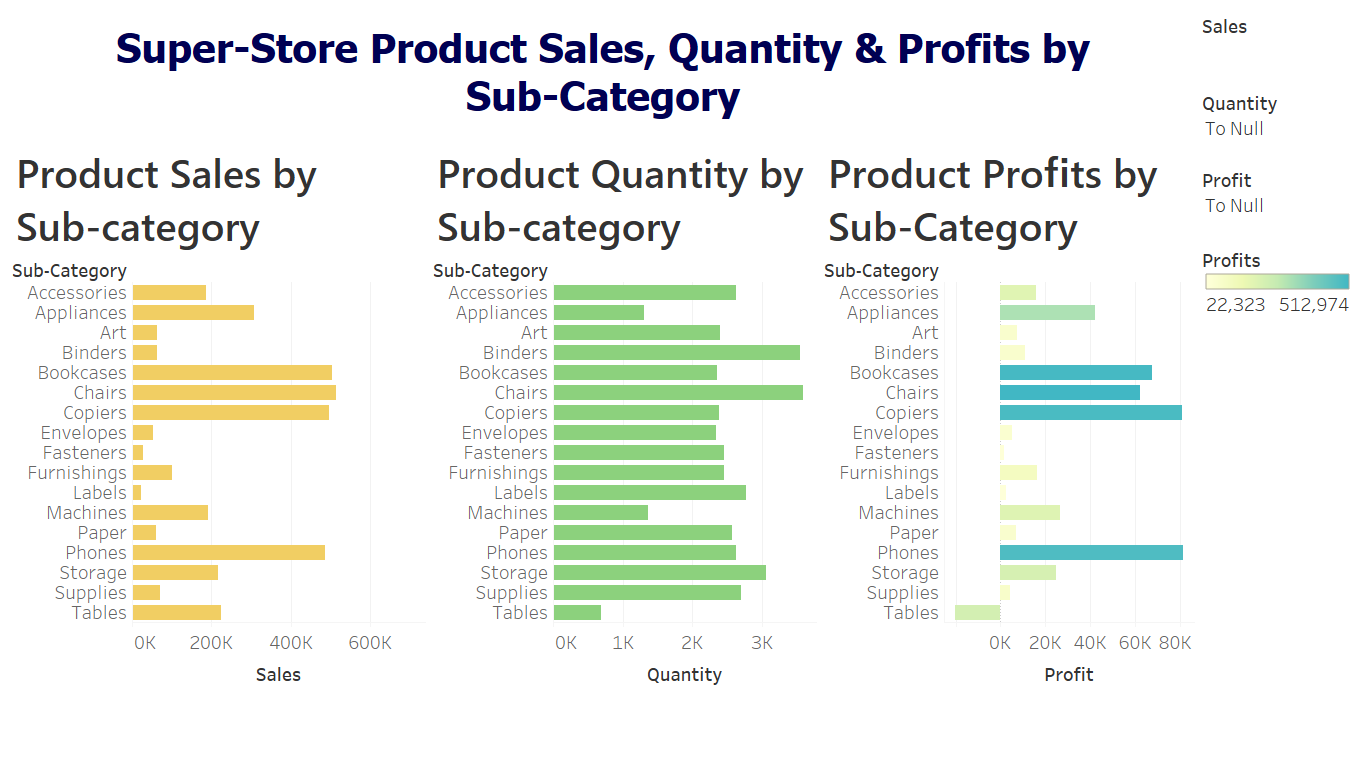 Super-Store Product Sales, Quantity & Profits by
Sub-Category
Sales
Quantity
To Null
Profit
To Null
Profits
22,323 512,974
Product Sales by
Sub-category
Sub-Category
Accessories
Appliances
Art
Binders
Bookcases
Chairs
Copiers
Envelopes
Fasteners
Furnishings
Labels
Machines
Paper
Phones
Storage
Supplies
Tables
0K 200K 400K 600K
Sales
Product Quantity by
Sub-category
Sub-Category
Accessories
Appliances
Art
Binders
Bookcases
Chairs
Copiers
Envelopes
Fasteners
Furnishings
Labels
Machines
Paper
Phones
Storage
Supplies
Tables
0K 1K 2K 3K
Quantity
Product Profits by
Sub-Category
Sub-Category
Accessories
Appliances
Art
Binders
Bookcases
Chairs
Copiers
Envelopes
Fasteners
Furnishings
Labels
Machines
Paper
Phones
Storage
Supplies
Tables
0K 20K 40K 60K 80K
Profit